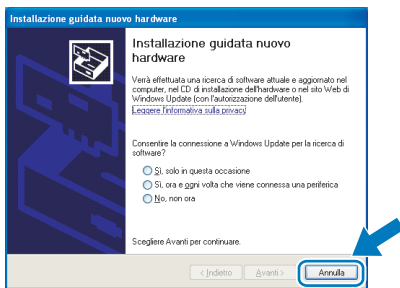 Installazione guidata nuovo hardware
Installazione guidata nuovo
hardware
Verrà effettuata una ricerca di software attuale e aggiornato nel
computer, nel CD di installazione dell'hardware o nel sito Web di
Windows Update (con l'autorizzazione dell'utente).
Leggere l'informativa sulla privacy
Consentire la connessione a Windows Update per la ricerca di
software?
Sì, solo in questa occasione
Sì, ora e ogni volta che viene connessa una periferica
No, non ora
Scegliere Avanti per continuare.
< Indietro Avanti > Annulla